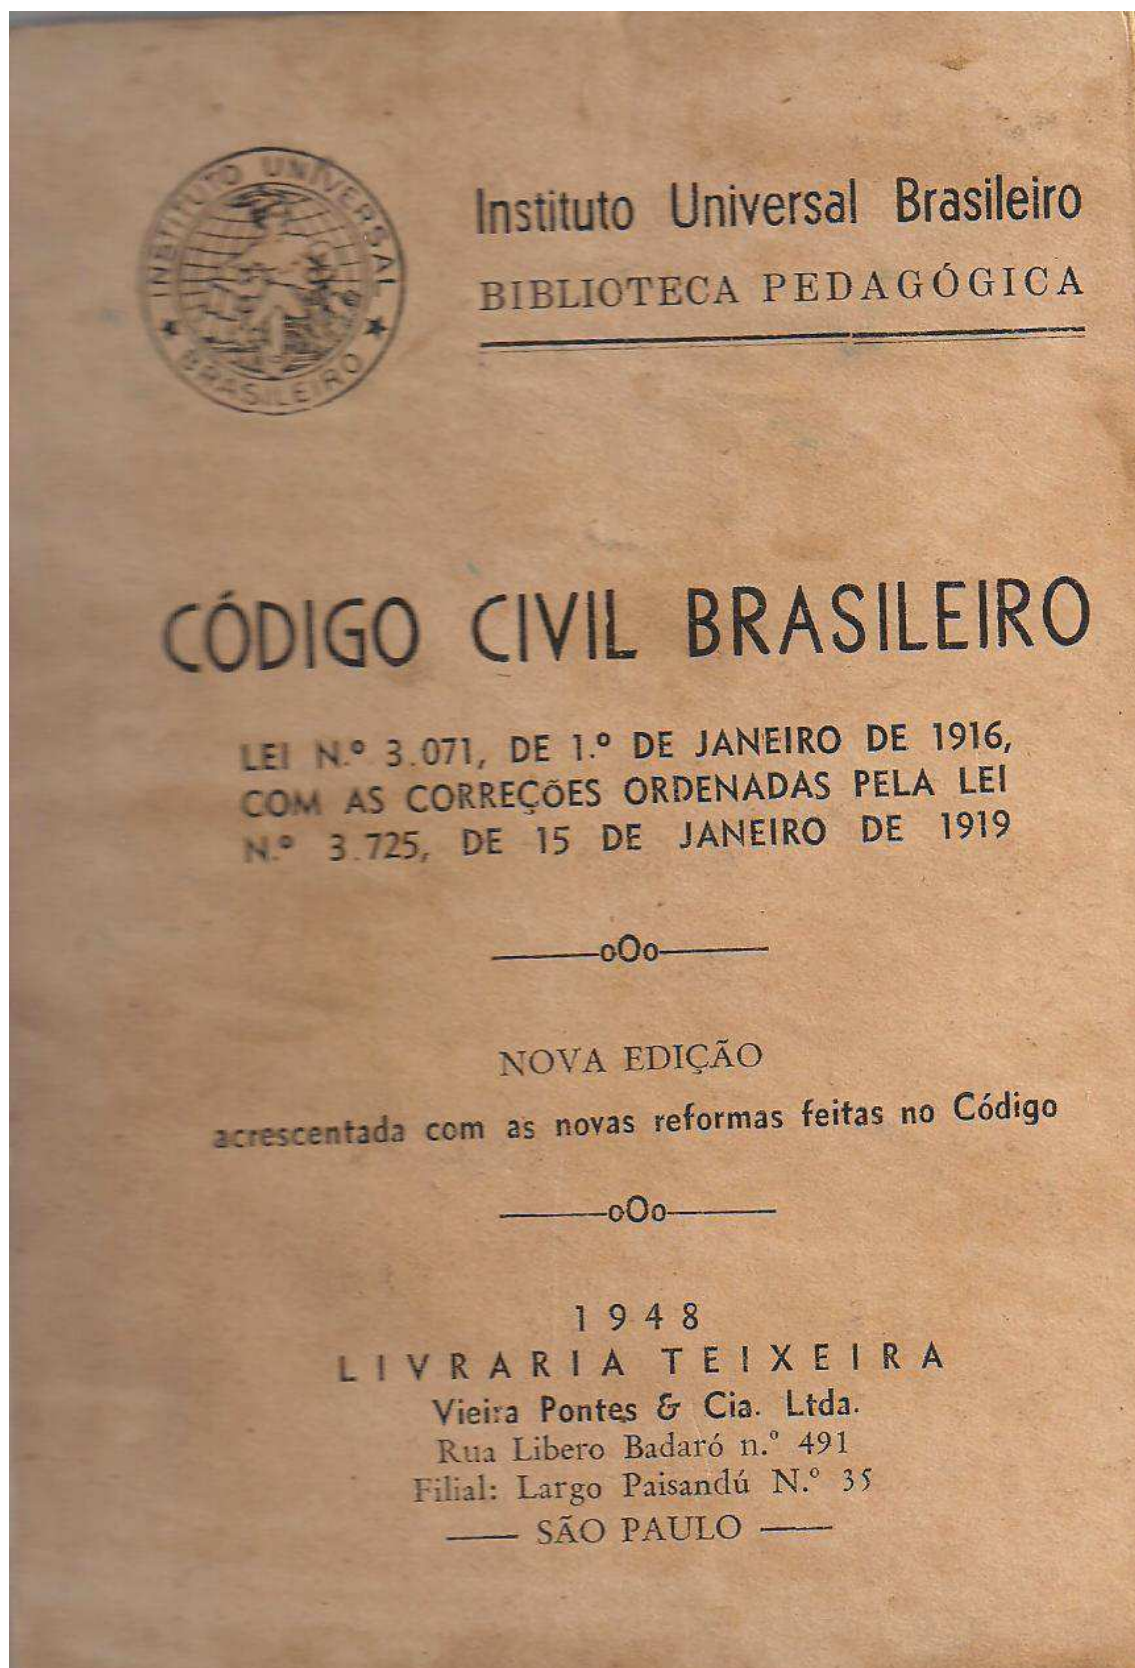 INSTITUTO UNIVERSAL
BRASILEIRO
Instituto Universal Brasileiro
BIBLIOTECA PEDAGÓGICA
CÓDIGO CIVIL BRASILEIRO
LEI N.º 3.071, DE 1.º DE JANEIRO DE 1916,
COM AS CORREÇÕES ORDENADAS PELA LEI
N.º 3.725, DE 15 DE JANEIRO DE 1919
oOo
NOVA EDIÇÃO
acrescentada com as novas reformas feitas no Código
oOo
1948
LIVRARIA TEIXEIRA
Vieira Pontes & Cia. Ltda.
Rua Libero Badaró n.º 491
Filial: Largo Paisandú N.º 35
—— SÃO PAULO ——